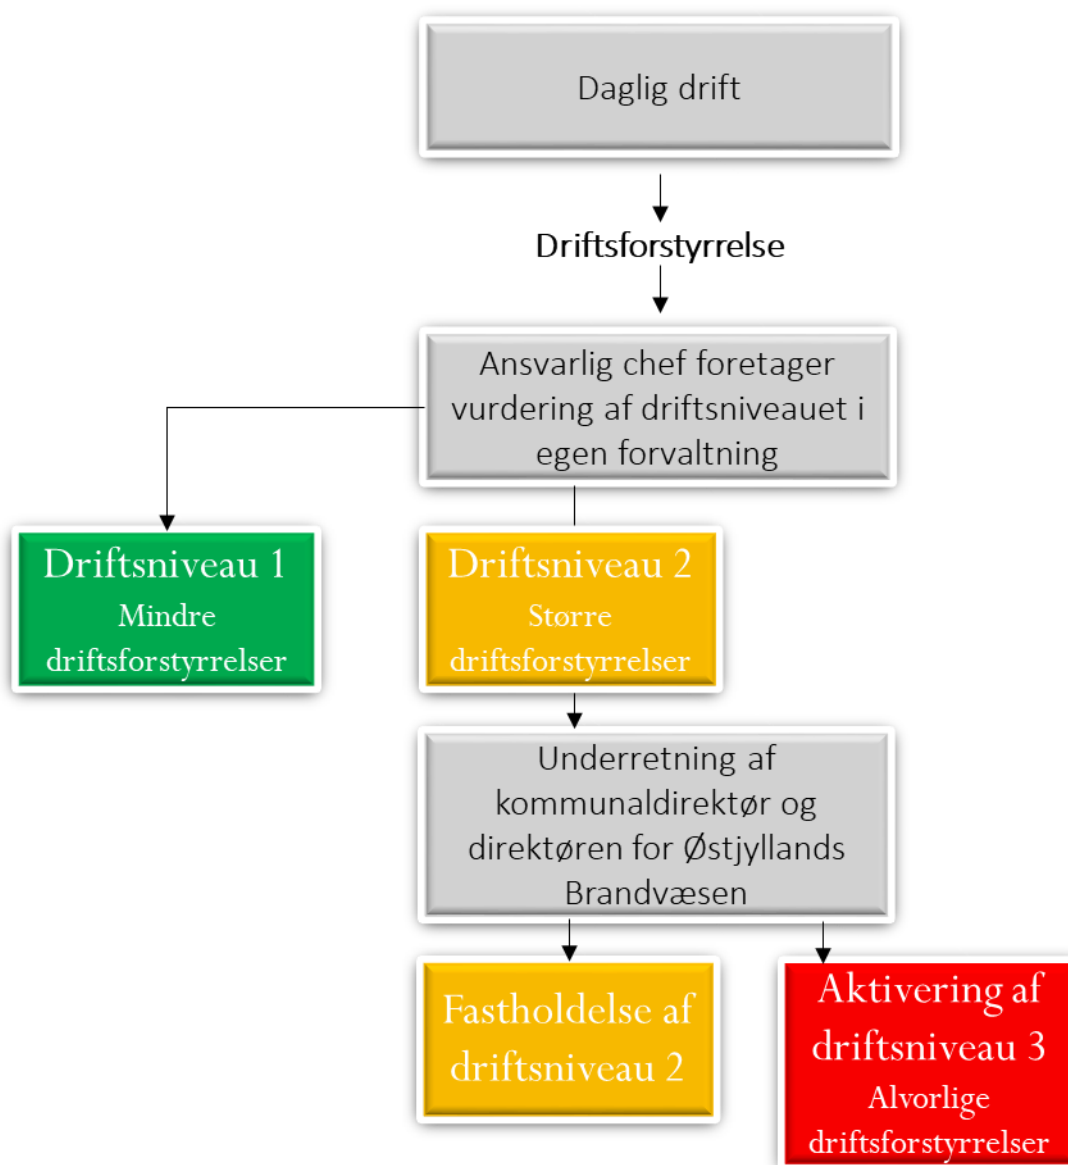 Daglig drift
Driftsforstyrrelse
Ansvarlig chef foretager
vurdering af driftsniveauet i
egen forvaltning
Driftsniveau 1
Mindre
driftsforstyrrelser
Driftsniveau 2
Større
driftsforstyrrelser
Underretning af
kommunaldirektør og
direktøren for Østjyllands
Brandvæsen
Fastholdelse af
driftsniveau 2
Aktivering af
driftsniveau 3
Alvorlige
driftsforstyrrelser